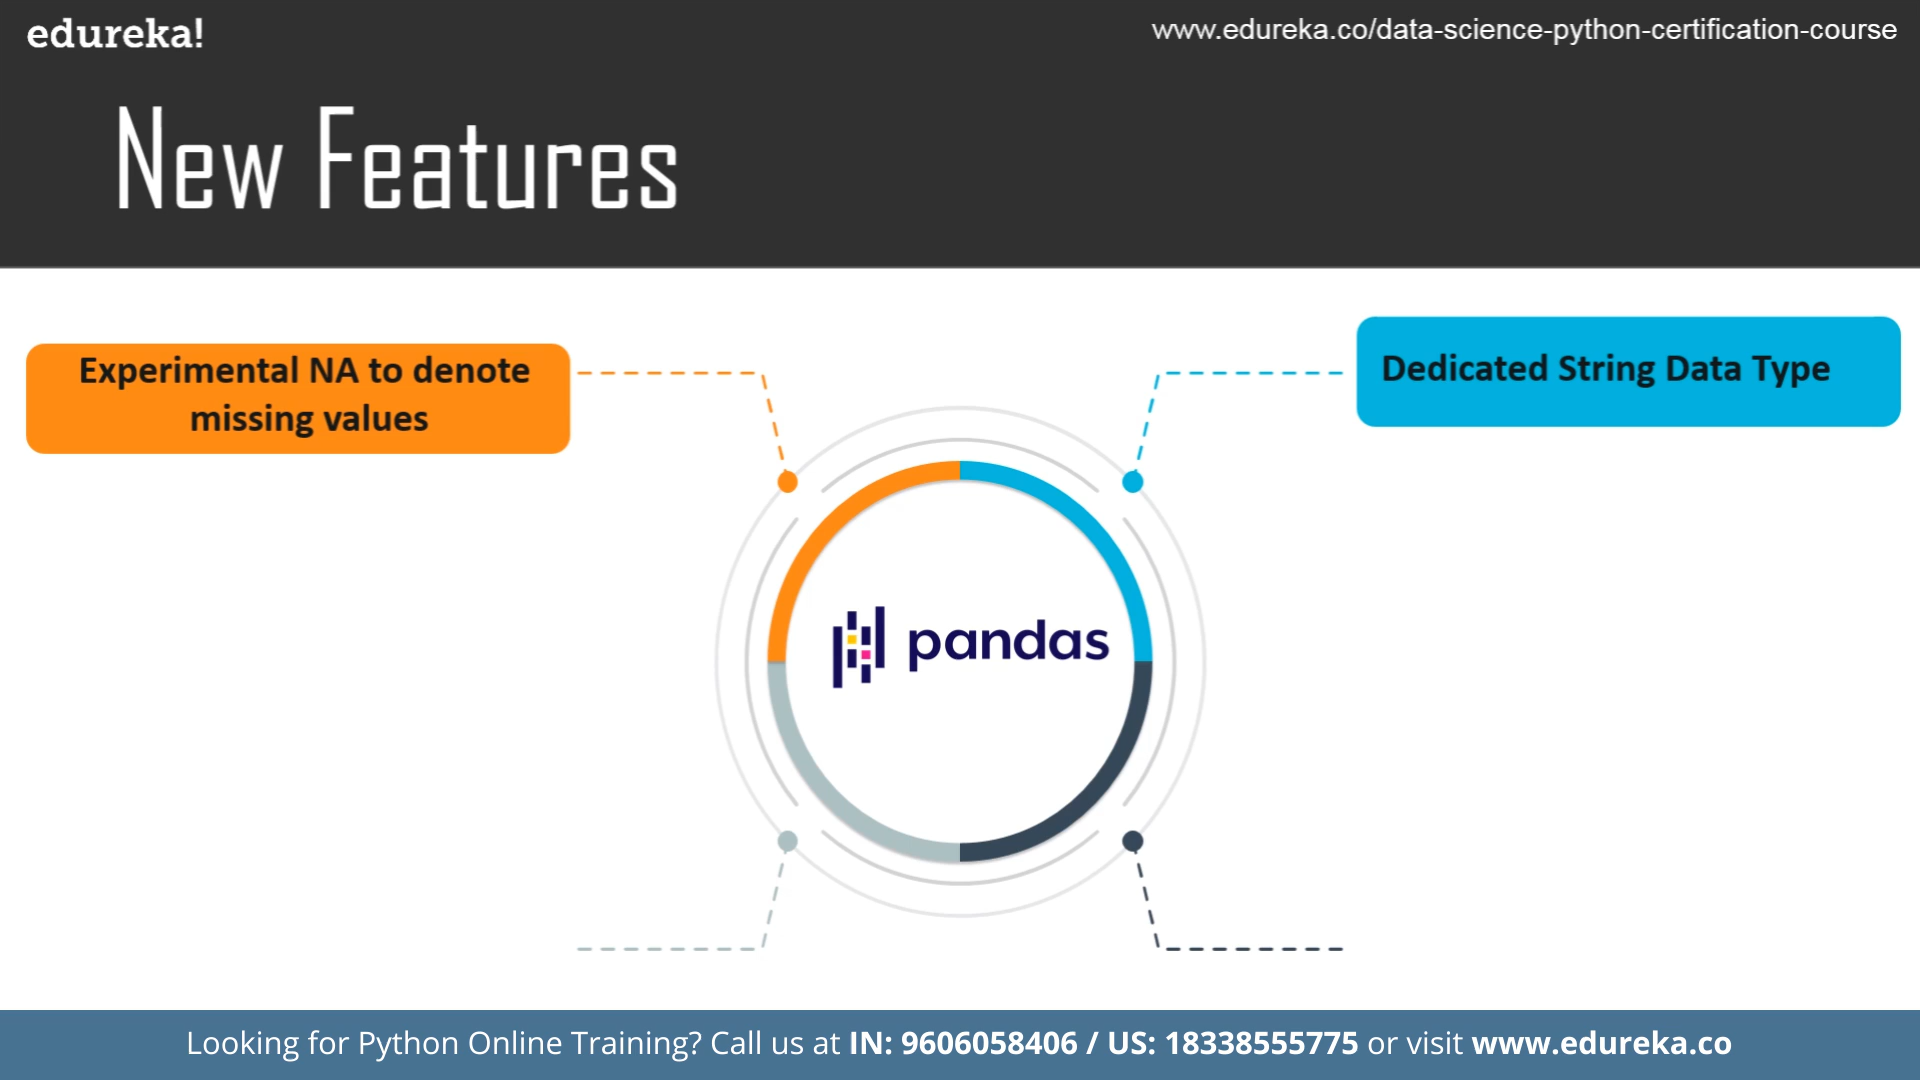 edureka!
www.edureka.co/data-science-python-certification-course
New Features
Experimental NA to denote
missing values
Dedicated String Data Type
pandas
Looking for Python Online Training? Call us at IN: 9606058406 / US: 18338555775 or visit www.edureka.co